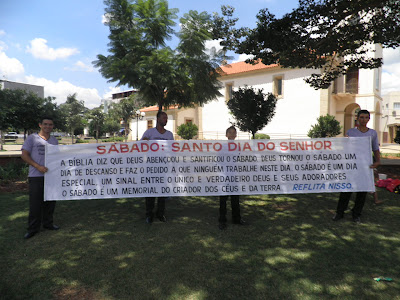 SÁBADO: SANTO DIA DO SENHOR
A BÍBLIA DIZ QUE DEUS ABENÇOOU E SANTIFICOU O SÁBADO. DEUS TORNOU O SÁBADO UM
DIA DE DESCANSO E FAZ O PEDIDO A QUE NINGUÉM TRABALHE NESTE DIA. O SÁBADO É UM DIA
ESPECIAL, UM SINAL ENTRE O ÚNICO E VERDADEIRO DEUS E SEUS ADORADORES.
O SÁBADO É UM MEMORIAL DO CRIADOR DOS CÉUS E DA TERRA. REFLITA NISSO.